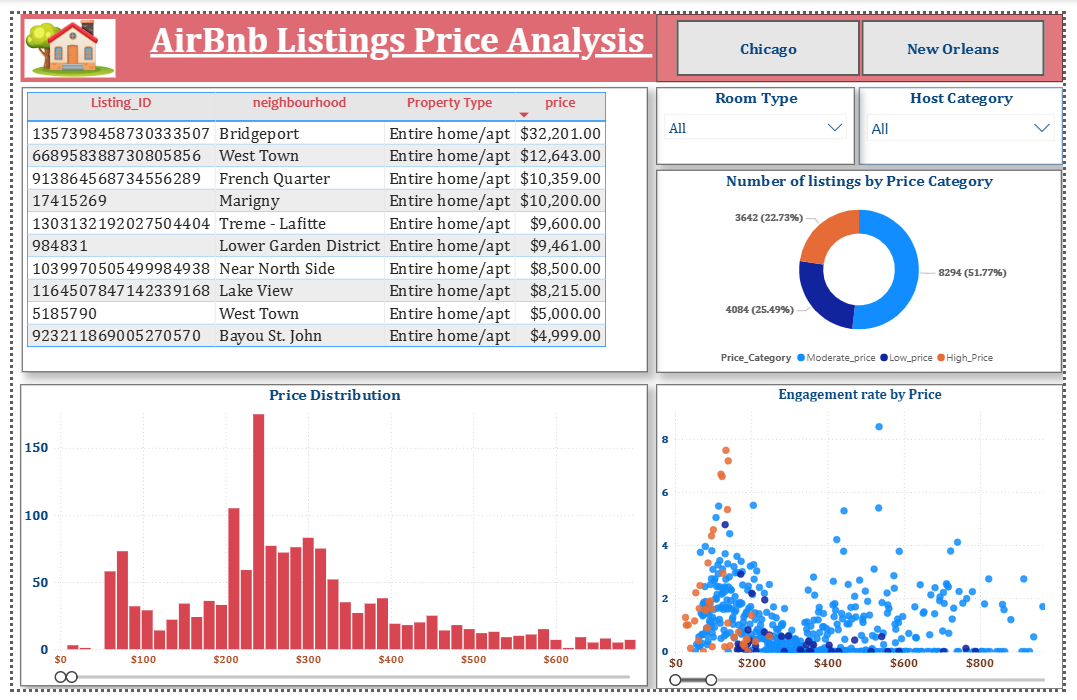 AirBnb Listings Price Analysis
Chicago
New Orleans
Room Type
All
Host Category
All
Listing_ID neighbourhood Property Type price
1357398458730333507 Bridgeport Entire home/apt $32,201.00
668958388730805856 West Town Entire home/apt $12,643.00
913864568734556289 French Quarter Entire home/apt $10,359.00
17415269 Marigny Entire home/apt $10,200.00
1303132192027504404 Treme - Lafitte Entire home/apt $9,600.00
984831 Lower Garden District Entire home/apt $9,461.00
1039970505499984938 Near North Side Entire home/apt $8,500.00
1164507847142339168 Lake View Entire home/apt $8,215.00
5185790 West Town Entire home/apt $5,000.00
923211869005270570 Bayou St. John Entire home/apt $4,999.00
Number of listings by Price Category
3642 (22.73%)
8294 (51.77%)
4084 (25.49%)
Price_Category Moderate_price Low_price High_Price
Price Distribution
150
100
50
0
$0 $100 $200 $300 $400 $500 $600
Engagement rate by Price
8
6
4
2
0
$0 $200 $400 $600 $800